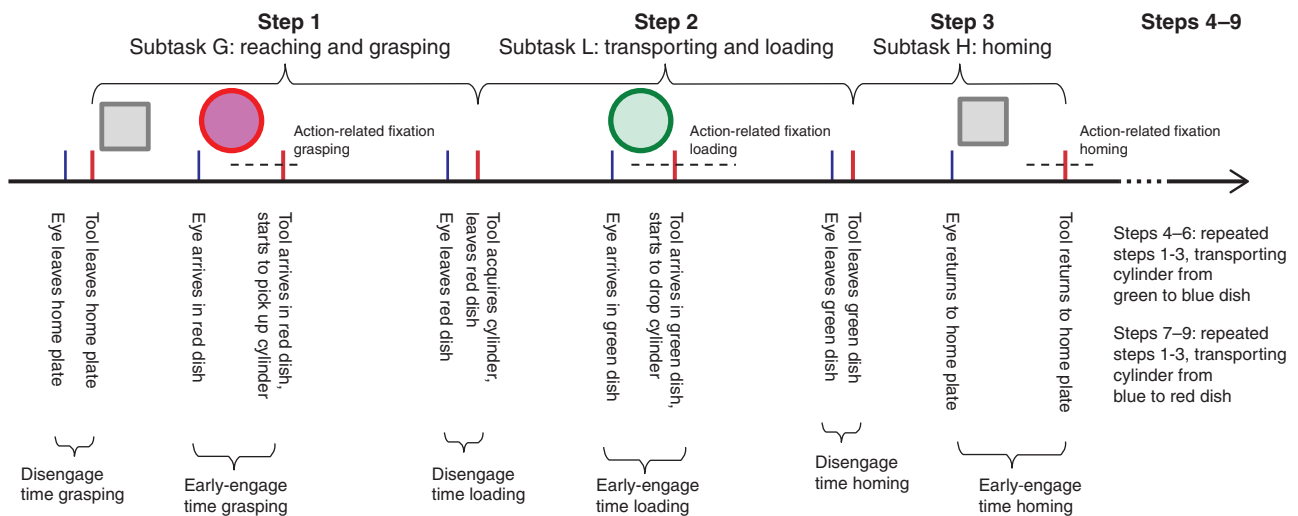 Step 1
Subtask G: reaching and grasping
Step 2
Subtask L: transporting and loading
Step 3
Subtask H: homing
Steps 4–9
Action-related fixation
grasping
Action-related fixation
loading
Action-related fixation
homing
Eye leaves home plate
Tool leaves home plate
Eye arrives in red dish
Tool arrives in red dish,
starts to pick up cylinder
Eye leaves red dish
Tool acquires cylinder,
leaves red dish
Eye arrives in green dish
Tool arrives in green dish,
starts to drop cylinder
Eye leaves green dish
Tool leaves green dish
Eye returns to home plate
Tool returns to home plate
Steps 4–6: repeated
steps 1-3, transporting
cylinder from
green to blue dish
Steps 7–9: repeated
steps 1-3, transporting
cylinder from
blue to red dish
Disengage
time grasping
Early-engage
time grasping
Disengage
time loading
Early-engage
time loading
Disengage
time homing
Early-engage
time homing